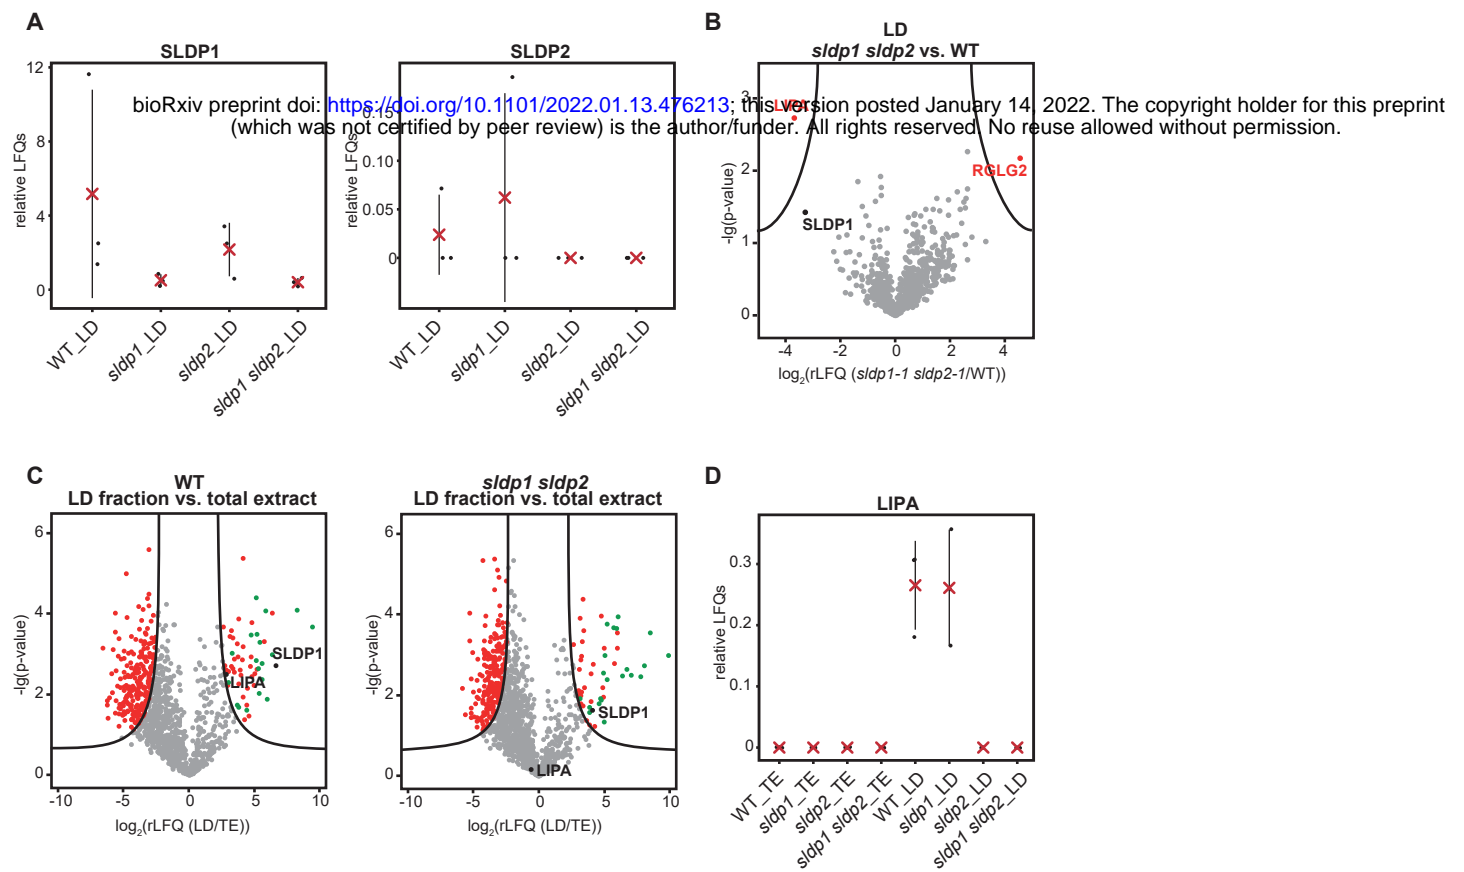 A
SLDP1
relative LFQs
12
8
4
0
WT_LD
sldp1_LD
sldp2_LD
sldp1 sldp2_LD
SLDP2
relative LFQs
0.15
0.10
0.05
0
WT_LD
sldp1_LD
sldp2_LD
sldp1 sldp2_LD
B
LD
sldp1 sldp2 vs. WT
-lg(p-value)
3
2
1
0
LIPA
RGLG2
SLDP1
-4 -2 0 2 4
log2(rLFQ (sldp1-1 sldp2-1/WT))
bioRxiv preprint doi: https://doi.org/10.1101/2022.01.13.476213; this version posted January 14, 2022. The copyright holder for this preprint
(which was not certified by peer review) is the author/funder. All rights reserved. No reuse allowed without permission.
C
WT
LD fraction vs. total extract
-lg(p-value)
6
4
2
0
SLDP1
LIPA
-10 -5 0 5 10
log2(rLFQ (LD/TE))
sldp1 sldp2
LD fraction vs. total extract
-lg(p-value)
6
4
2
0
SLDP1
LIPA
-10 -5 0 5 10
log2(rLFQ (LD/TE))
D
LIPA
relative LFQs
0.3
0.2
0.1
0
WT_TE
sldp1_TE
sldp2_TE
sldp1 sldp2_TE
WT_LD
sldp1_LD
sldp2_LD
sldp1 sldp2_LD